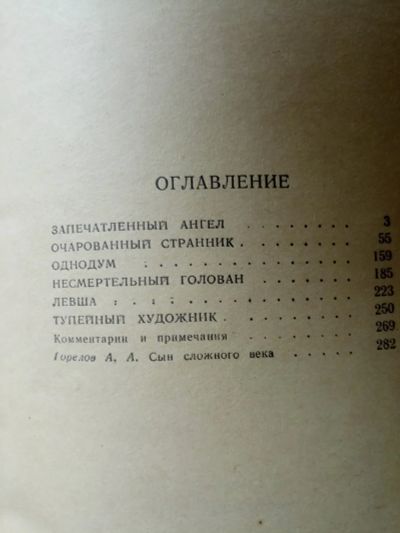 ОГЛАВЛЕНИЕ
ЗАПЕЧАТЛЕННЫЙ АНГЕЛ . . . . . . . 3
ОЧАРОВАННЫЙ СТРАННИК . . . . . . . 55
ОДНОДУМ . . . . . . . . . . . 159
НЕСМЕРТЕЛЬНЫЙ ГОЛОВАН . . . . . . 185
ЛЕВША . . . . . . . . . . . . 223
ТУПЕЙНЫЙ ХУДОЖНИК . . . . . . . . 250
Комментарии и примечания . . . . . . . 269
Горелов А. А. Сын сложного века . . . . . 282